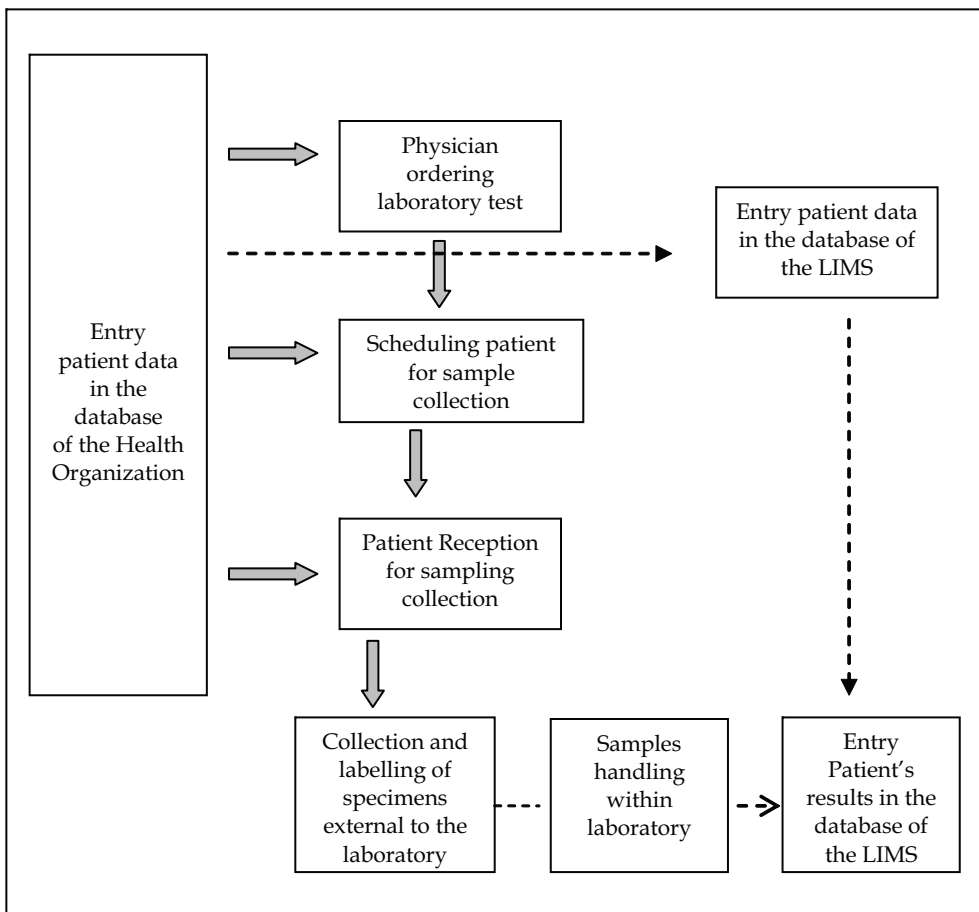 Entry
patient data
in the
database
of the Health
Organization
Physician
ordering
laboratory test
Entry patient data
in the database of
the LIMS
Scheduling patient
for sample
collection
Patient Reception
for sampling
collection
Collection and
labelling of
specimens
external to the
laboratory
Samples
handling
within
laboratory
Entry
Patient’s
results in the
database of
the LIMS